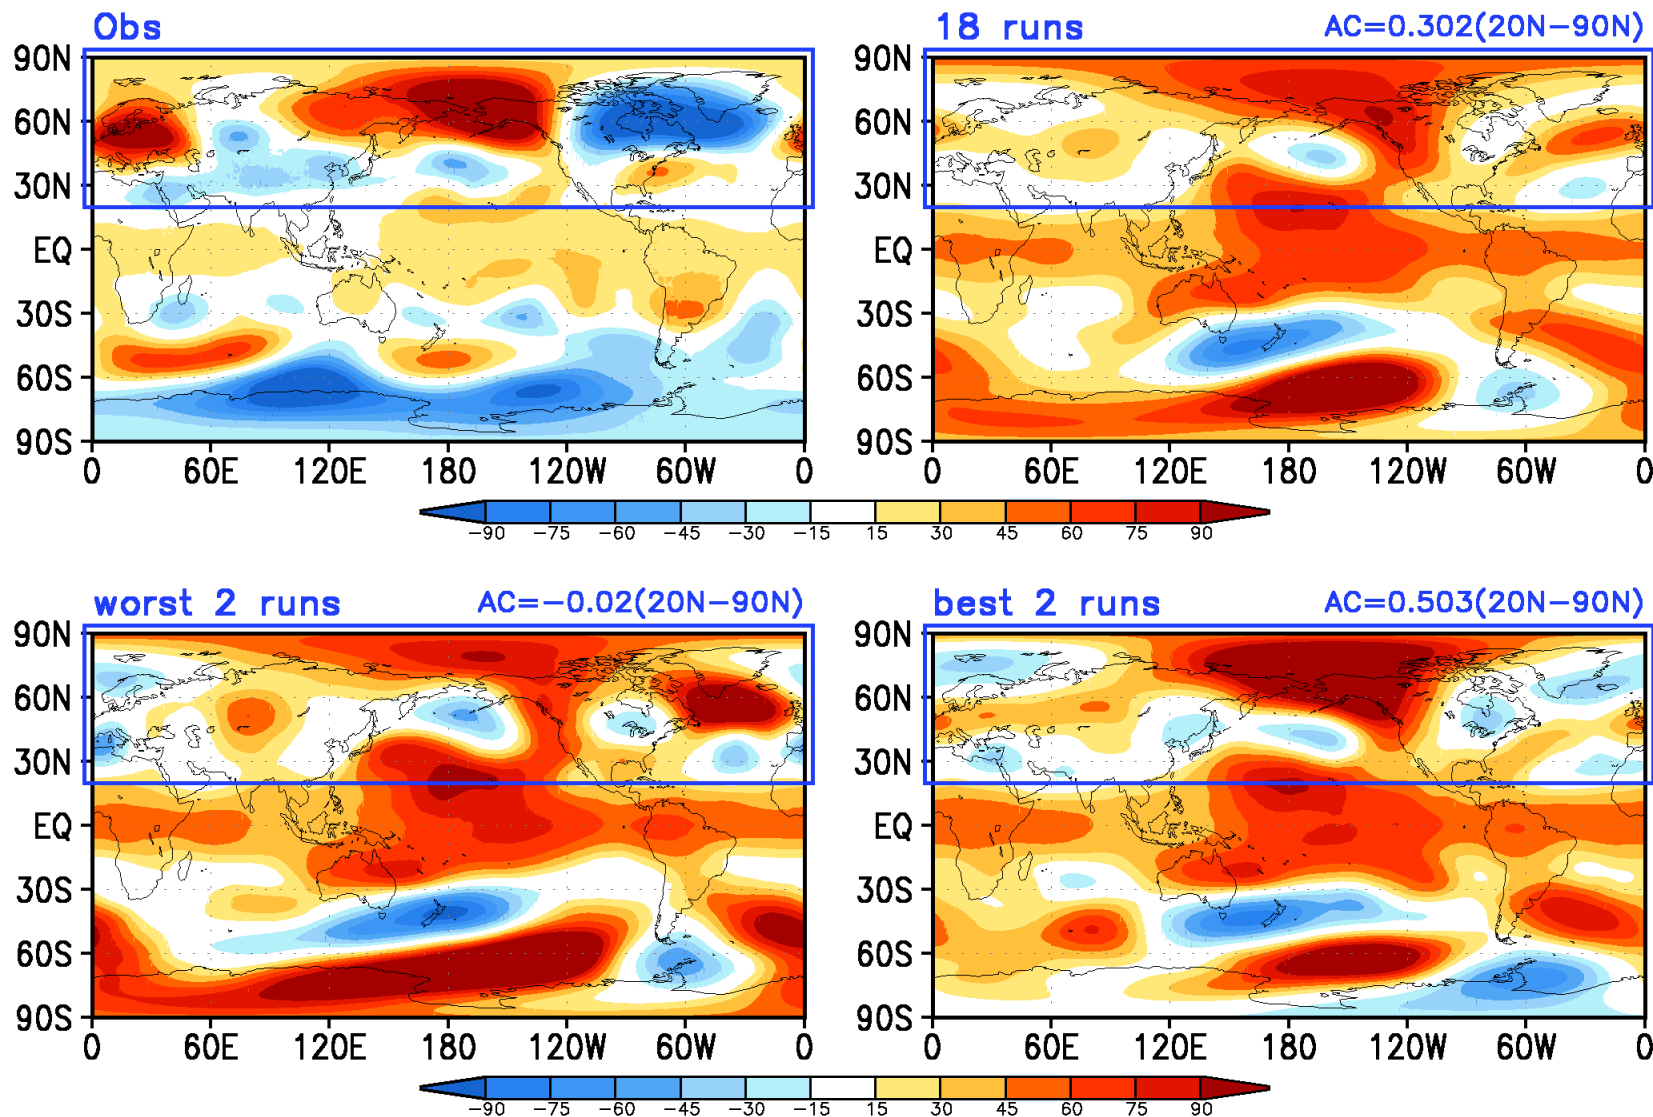 Obs
18 runs AC=0.302(20N−90N)
90N 90N
60N 60N
30N 30N
EQ EQ
30S 30S
60S 60S
90S 90S
0 60E 120E 180 120W 60W 0 0 60E 120E 180 120W 60W 0
−90 −75 −60 −45 −30 −15 15 30 45 60 75 90
worst 2 runs AC=−0.02(20N−90N)
best 2 runs AC=0.503(20N−90N)
90N 90N
60N 60N
30N 30N
EQ EQ
30S 30S
60S 60S
90S 90S
0 60E 120E 180 120W 60W 0 0 60E 120E 180 120W 60W 0
−90 −75 −60 −45 −30 −15 15 30 45 60 75 90